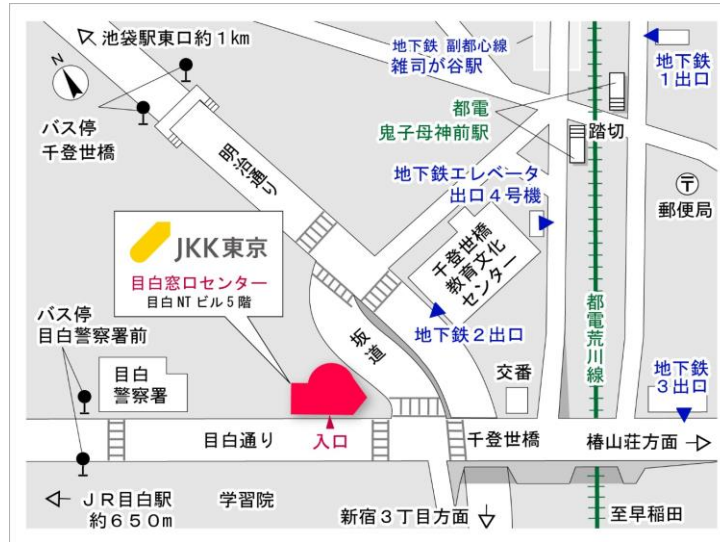 池袋駅東口約1km
N
バス停
千登世橋
地下鉄 副都心線
雑司が谷駅
地下鉄
1出口
都電
鬼子母神前駅
踏切
明治通り
地下鉄エレベータ
出口4号機
〒
郵便局
JKK東京
目白窓口センター
目白NTビル5階
千登世橋
教育文化
センター
バス停
目白警察署前
坂道
地下鉄2出口
都電荒川線
目白
警察署
交番
地下鉄
3出口
目白通り
入口
千登世橋
椿山荘方面
JR目白駅
約650m
学習院
新宿3丁目方面
至早稲田